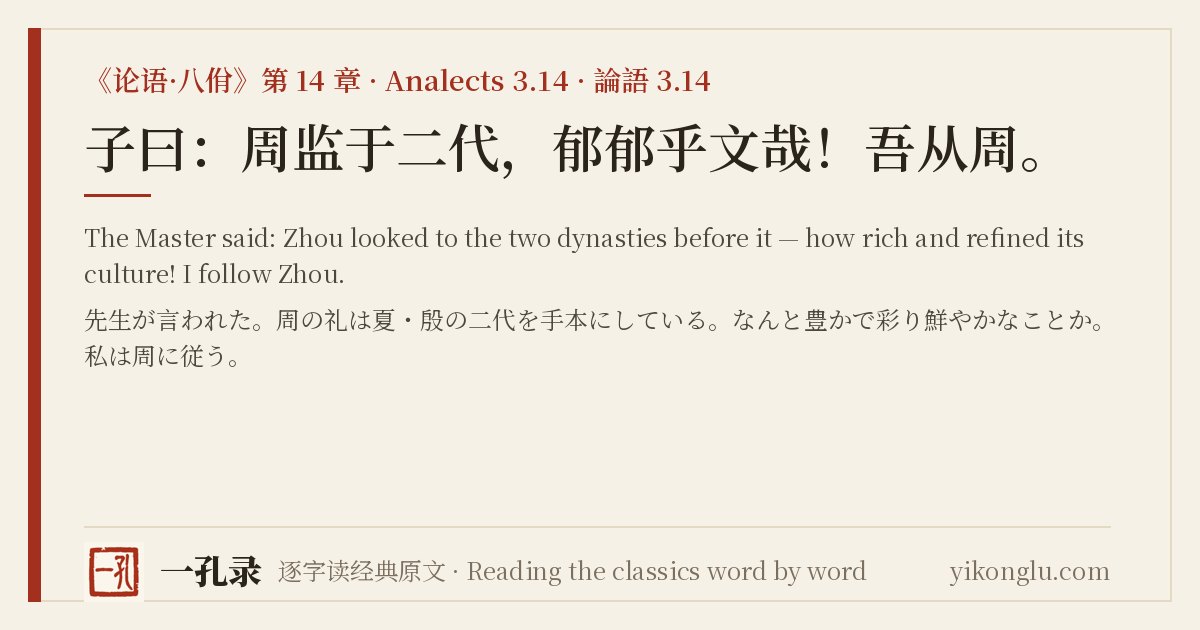 《论语·八佾》第 14 章 · Analects 3.14 · 論語 3.14
子曰：周监于二代，郁郁乎文哉！吾从周。
The Master said: Zhou looked to the two dynasties before it — how rich and refined its
culture! I follow Zhou.
先生が言われた。周の礼は夏・殷の二代を手本にしている。なんと豊かで彩り鮮やかなことか。
私は周に従う。
一孔
一孔录 逐字读经典原文 · Reading the classics word by word yikonglu.com